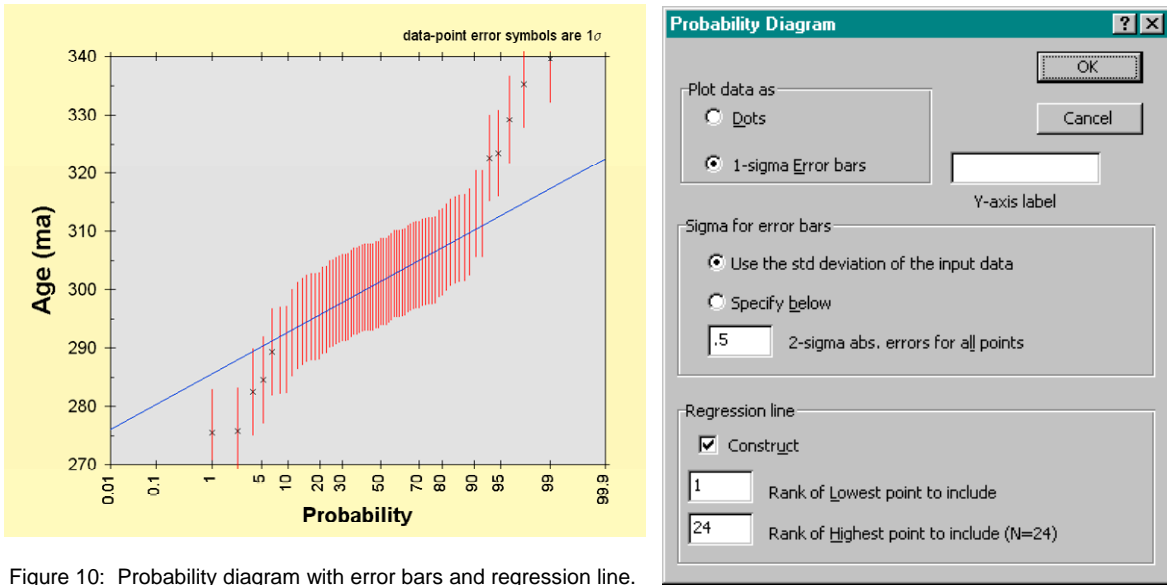 data-point error symbols are 1σ
340
330
320
310
300
290
280
270
Age (ma)
0.01
0.1
1
5
10
20
30
50
70
80
90
95
99
99.9
Probability
Figure 10: Probability diagram with error bars and regression line.
Probability Diagram
OK
Cancel
Plot data as
Dots
1-sigma Error bars
Y-axis label
Sigma for error bars
Use the std deviation of the input data
Specify below
.5 2-sigma abs. errors for all points
Regression line
Construct
1 Rank of Lowest point to include
24 Rank of Highest point to include (N=24)